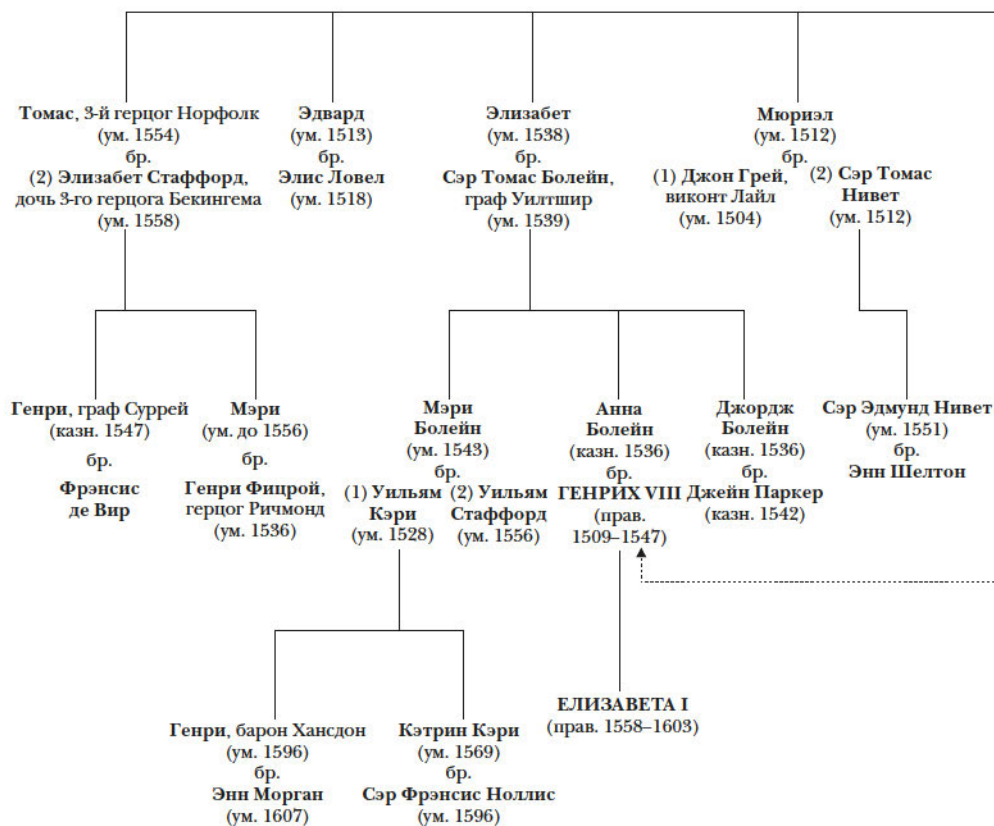 Томас, 3-й герцог Норфолк
(ум. 1554)
бр.
(2) Элизабет Стаффорд,
дочь 3-го герцога Бекингема
(ум. 1558)
Эдвард
(ум. 1513)
бр.
Элис Ловел
(ум. 1518)
Элизабет
(ум. 1538)
бр.
Сэр Томас Болейн,
граф Уилтшир
(ум. 1539)
Мюриэл
(ум. 1512)
бр.
(1) Джон Грей,
виконт Лайл
(ум. 1504)
(2) Сэр Томас
Нивет
(ум. 1512)
Генри, граф Суррей
(казн. 1547)
бр.
Фрэнсис
де Вир
Мэри
(ум. до 1556)
бр.
Генри Фицрой,
герцог Ричмонд
(ум. 1536)
Мэри
Болейн
(ум. 1543)
бр.
(1) Уильям
Кэри
(ум. 1528)
(2) Уильям
Стаффорд
(ум. 1556)
Анна
Болейн
(казн. 1536)
бр.
ГЕНРИХ VIII
(прав.
1509–1547)
Джордж
Болейн
(казн. 1536)
бр.
Джейн Паркер
(казн. 1542)
Сэр Эдмунд Нивет
(ум. 1551)
бр.
Энн Шелтон
Генри, барон Хансдон
(ум. 1596)
бр.
Энн Морган
(ум. 1607)
Кэтрин Кэри
(ум. 1569)
бр.
Сэр Фрэнсис Ноллис
(ум. 1596)
ЕЛИЗАВЕТА I
(прав. 1558–1603)